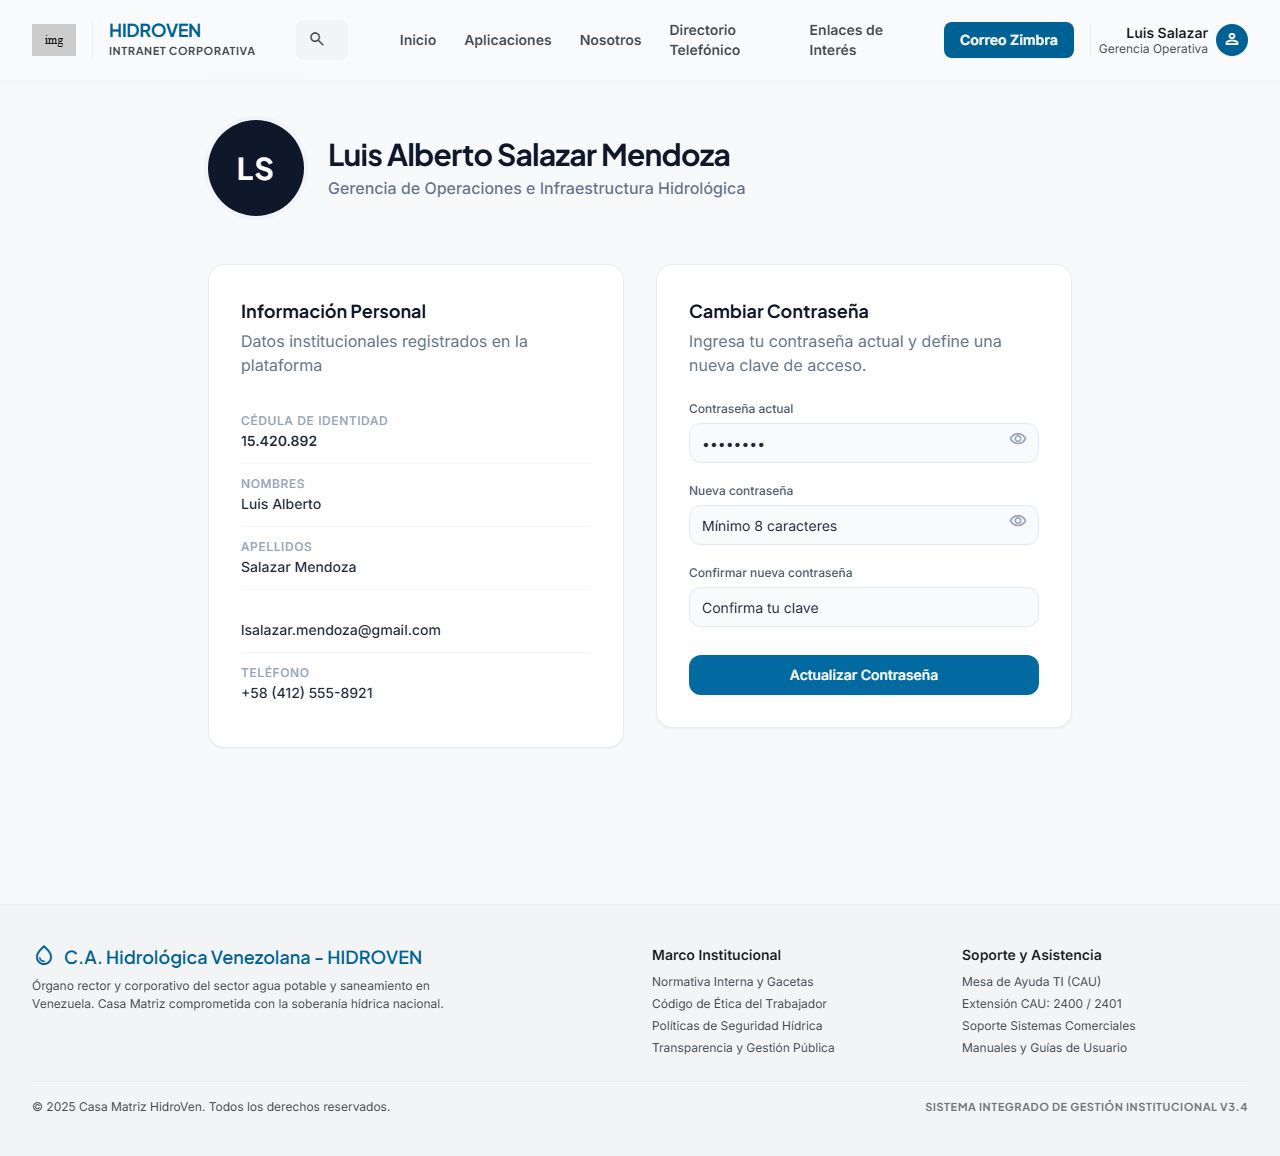 img
HIDROVEN
INTRANET CORPORATIVA
Inicio
Aplicaciones
Nosotros
Directorio
Telefónico
Enlaces de
Interés
Correo Zimbra
Luis Salazar
Gerencia Operativa
LS
Luis Alberto Salazar Mendoza
Gerencia de Operaciones e Infraestructura Hidrológica
Información Personal
Datos institucionales registrados en la
plataforma
CÉDULA DE IDENTIDAD
15.420.892
NOMBRES
Luis Alberto
APELLIDOS
Salazar Mendoza
lsalazar.mendoza@gmail.com
TELÉFONO
+58 (412) 555-8921
Cambiar Contraseña
Ingresa tu contraseña actual y define una
nueva clave de acceso.
Contraseña actual
••••••••
Nueva contraseña
Mínimo 8 caracteres
Confirmar nueva contraseña
Confirma tu clave
Actualizar Contraseña
C.A. Hidrológica Venezolana - HIDROVEN
Órgano rector y corporativo del sector agua potable y saneamiento en
Venezuela. Casa Matriz comprometida con la soberanía hídrica nacional.
Marco Institucional
Normativa Interna y Gacetas
Código de Ética del Trabajador
Políticas de Seguridad Hídrica
Transparencia y Gestión Pública
Soporte y Asistencia
Mesa de Ayuda TI (CAU)
Extensión CAU: 2400 / 2401
Soporte Sistemas Comerciales
Manuales y Guías de Usuario
© 2025 Casa Matriz HidroVen. Todos los derechos reservados.
SISTEMA INTEGRADO DE GESTIÓN INSTITUCIONAL V3.4